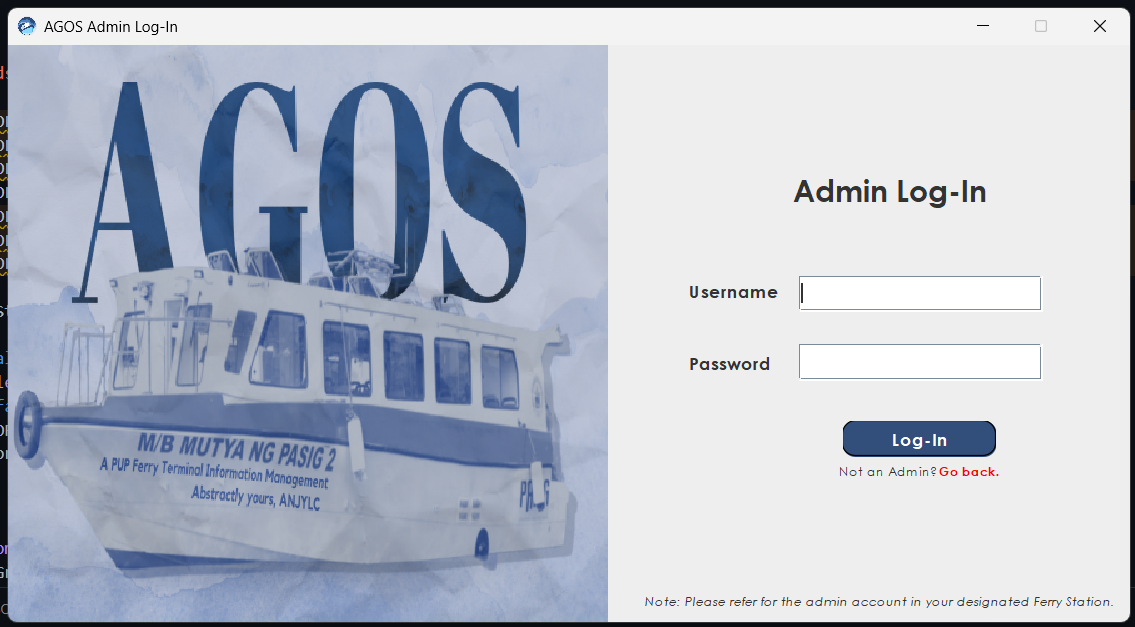 AGOS Admin Log-In
AGOS
M/B MUTYA NG PASIG 2
A PUP Ferry Terminal Information Management
Abstractly yours, ANJYLC
Admin Log-In
Username
Password
Log-In
Not an Admin? Go back.
Note: Please refer for the admin account in your designated Ferry Station.